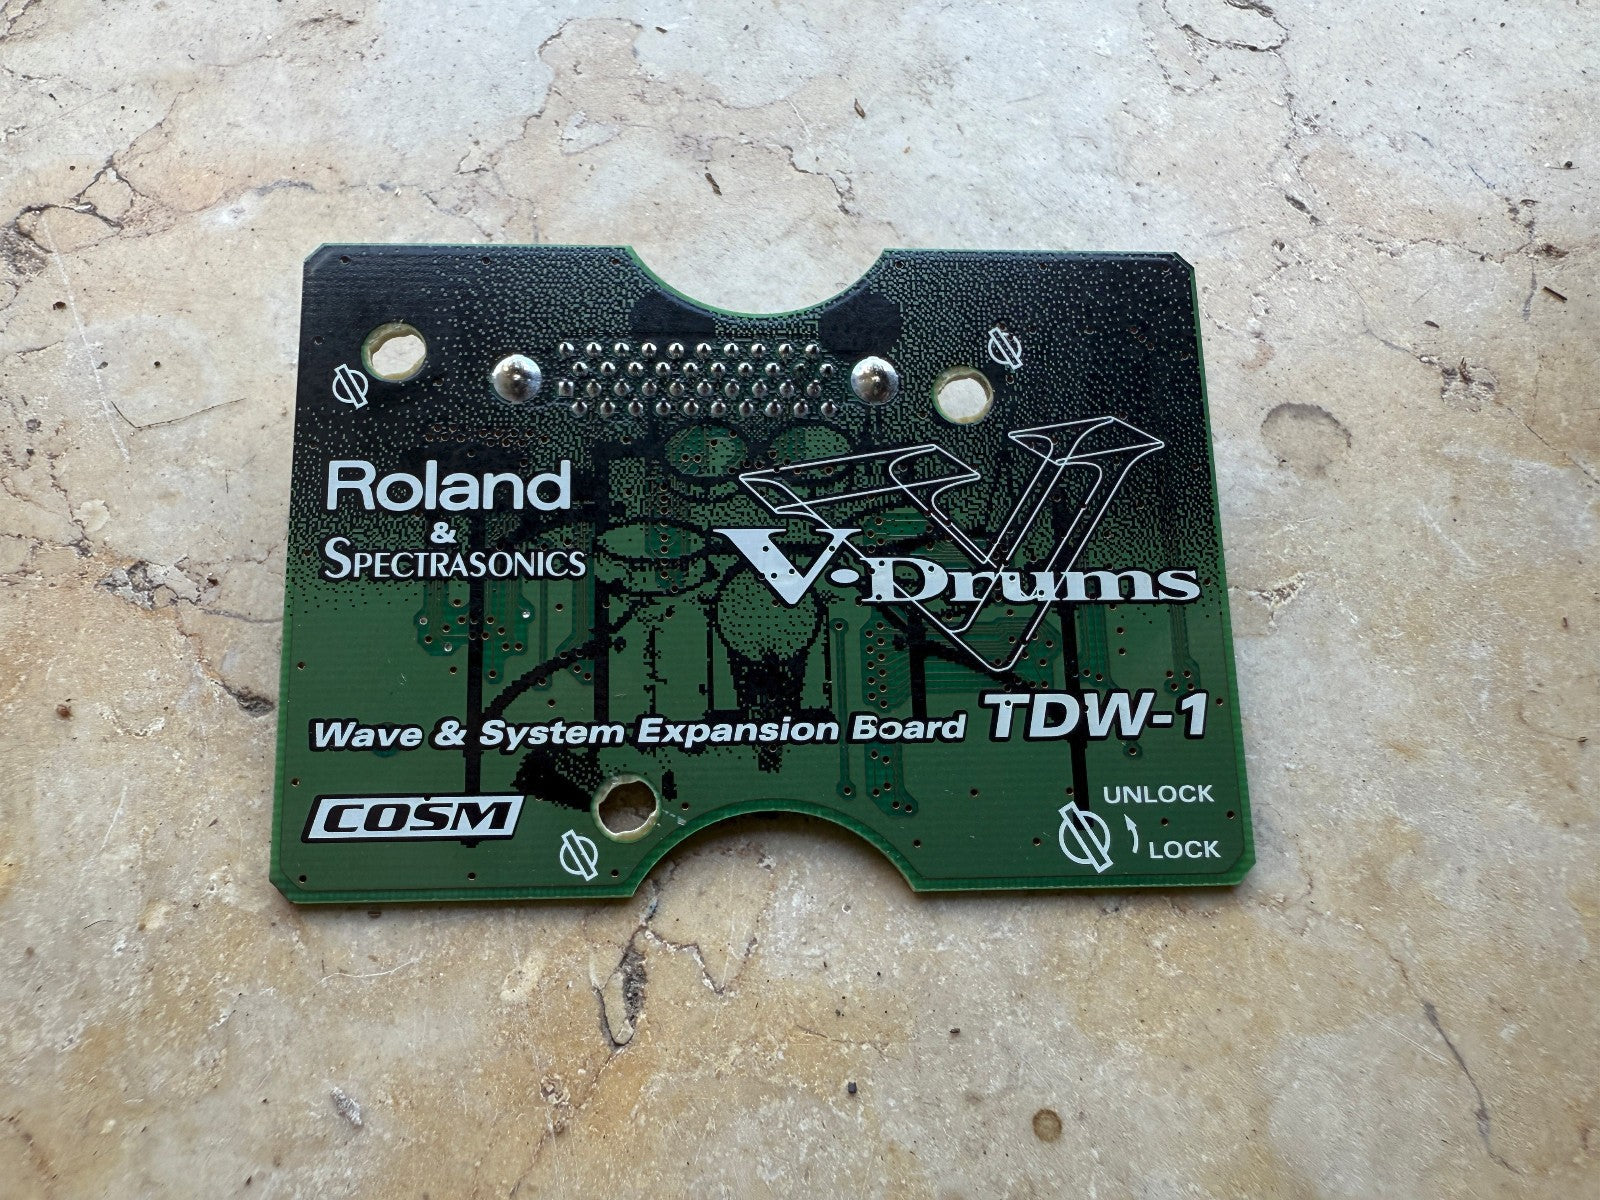 Roland
&
SPECTRASONICS
V-Drums
Wave & System Expansion Board TDW-1
COSM
UNLOCK
LOCK